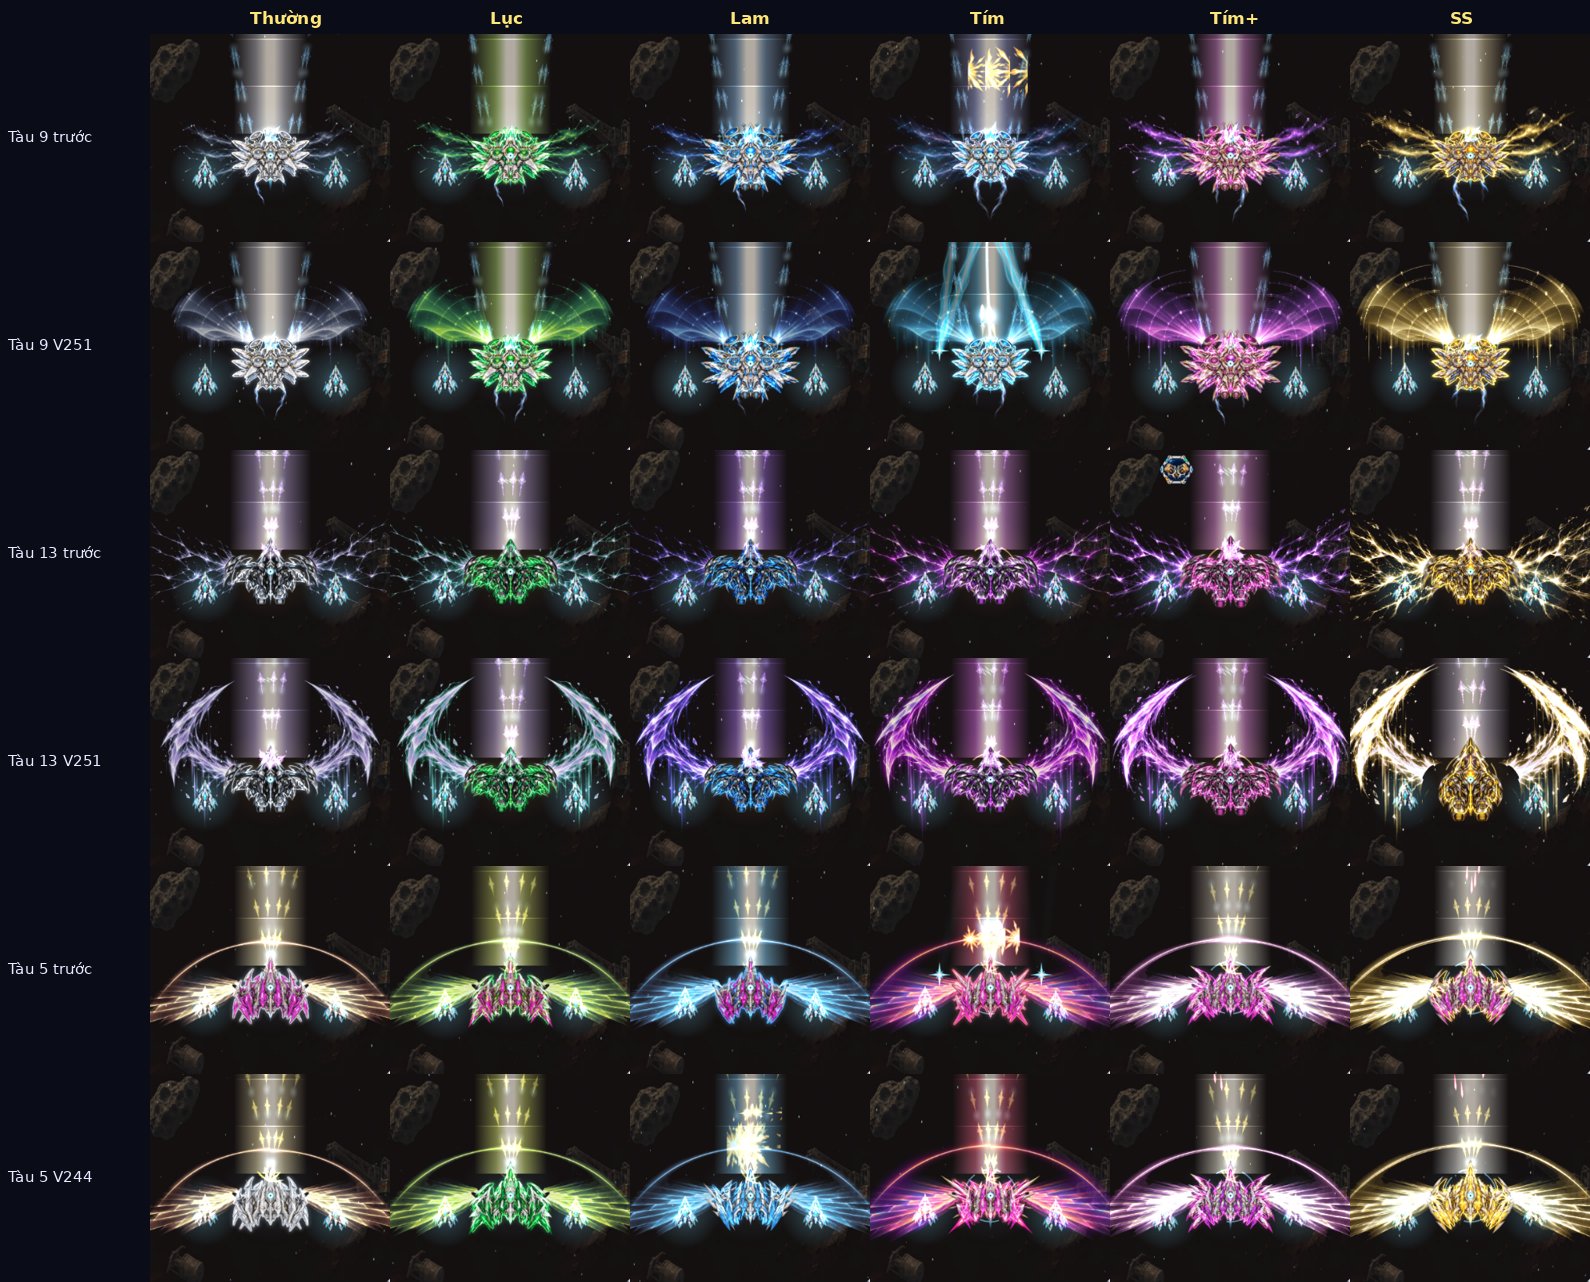 Thường Lục Lam Tím Tím+ SS
Tàu 9 trước
Tàu 9 V251
Tàu 13 trước
Tàu 13 V251
Tàu 5 trước
Tàu 5 V244